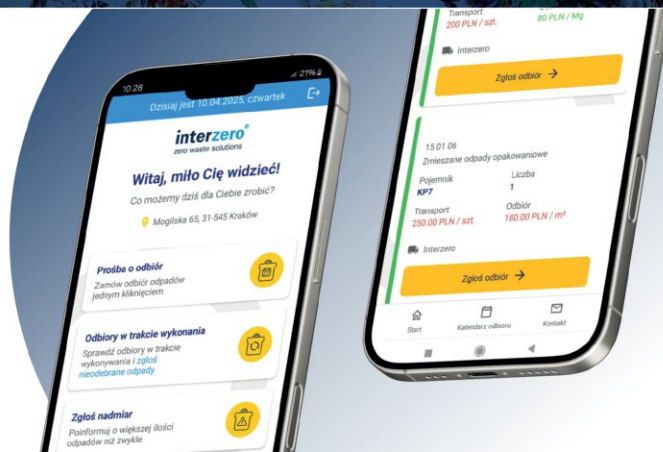 10:28
21%
Dzisiaj jest 10.04.2025, czwartek
interzero
zero waste solutions
Witaj, miło Cię widzieć!
Co możemy dziś dla Ciebie zrobić?
Mogilska 65, 31-545 Kraków
Prośba o odbiór
Zamów odbiór odpadów
jednym kliknięciem
Odbiory w trakcie wykonania
Sprawdź odbiory w trakcie
wykonywania i zgłoś
nieodebrane odpady
Zgłoś nadmiar
Poinformuj o większej ilości
odpadów niż zwykle
Transport
200 PLN / szt.
80 PLN / Mg
Interzero
Zgłoś odbiór →
15 01 06
Zmieszane odpady opakowaniowe
Pojemnik Liczba
KP7 1
Transport Odbiór
250.00 PLN / szt. 180.00 PLN / m³
Interzero
Zgłoś odbiór →
Start Kalendarz odbioru Kontakt